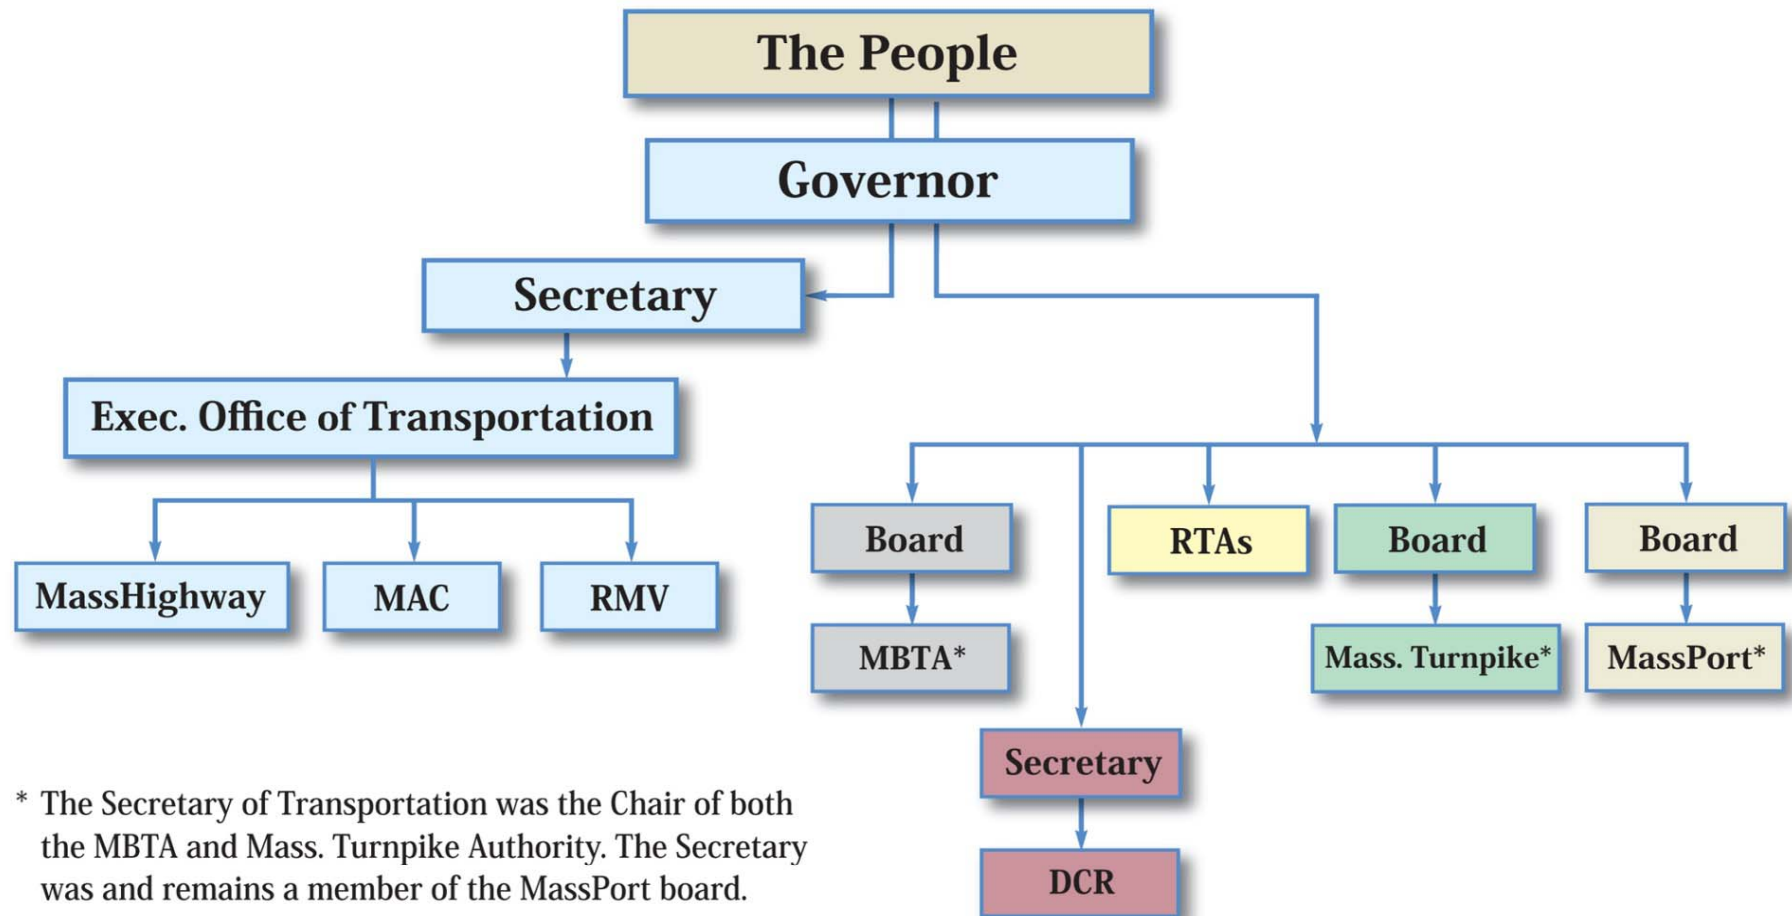 The People
Governor
Secretary
Exec. Office of Transportation
MassHighway
MAC
RMV
Board
RTAs
Board
Board
MBTA*
Mass. Turnpike*
MassPort*
Secretary
DCR
* The Secretary of Transportation was the Chair of both
the MBTA and Mass. Turnpike Authority. The Secretary
was and remains a member of the MassPort board.